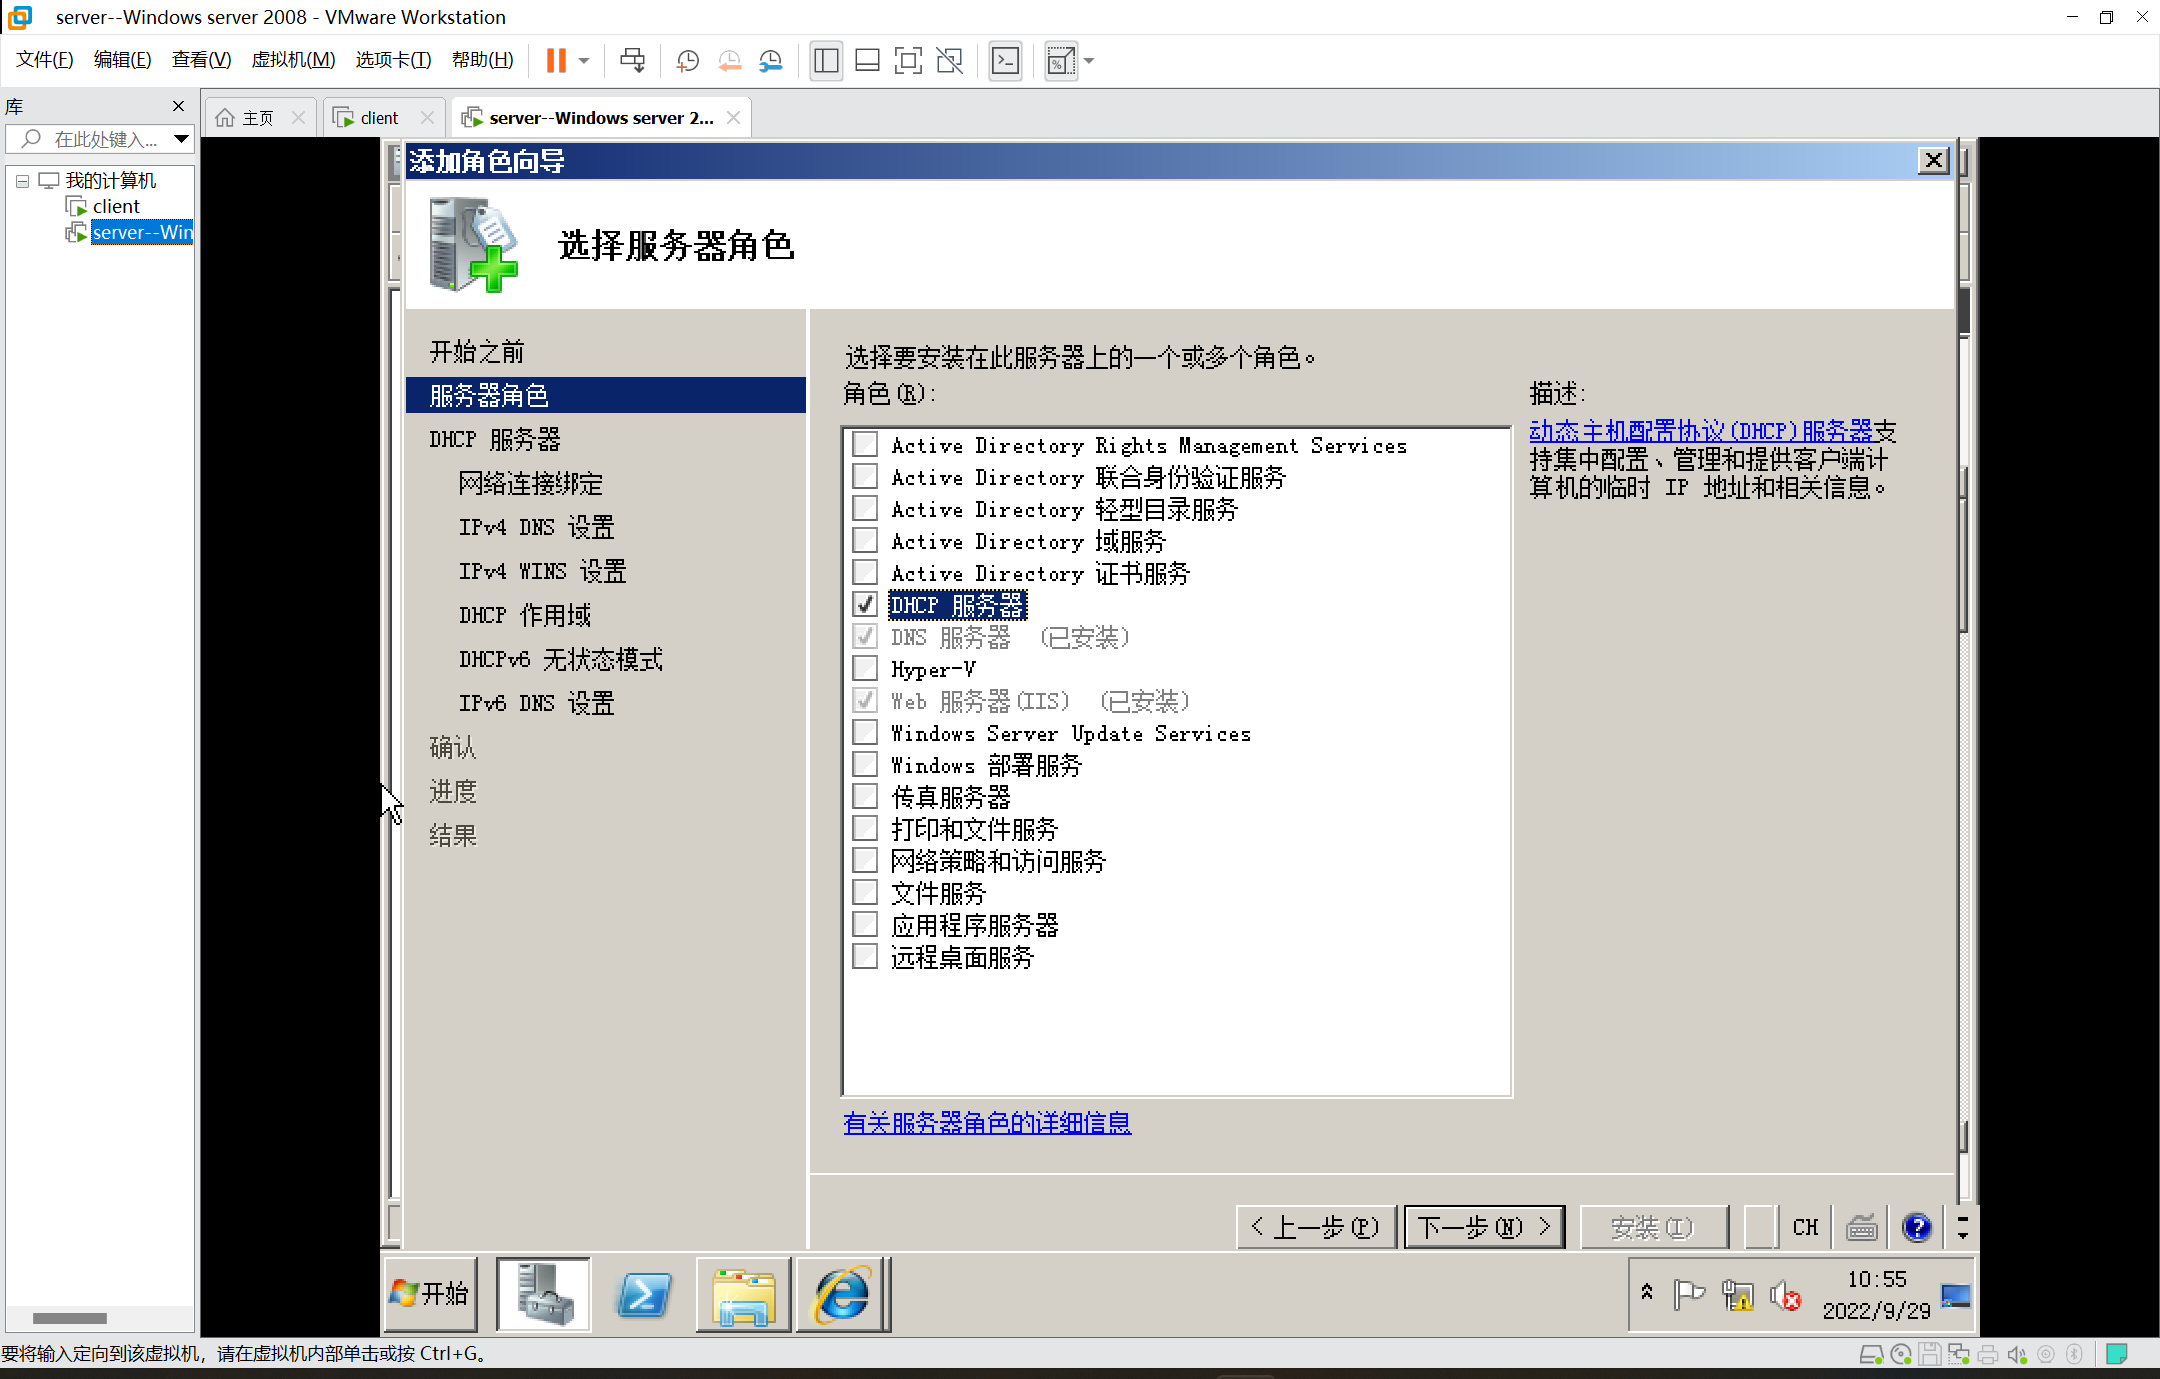 server--Windows server 2008 - VMware Workstation
文件(F) 编辑(E) 查看(V) 虚拟机(M) 选项卡(T) 帮助(H)
库
在此处键入...
我的计算机
client
server--Win
主页
client
server--Windows server 2...
添加角色向导
选择服务器角色
开始之前
服务器角色
DHCP 服务器
网络连接绑定
IPv4 DNS 设置
IPv4 WINS 设置
DHCP 作用域
DHCPv6 无状态模式
IPv6 DNS 设置
确认
进度
结果
选择要安装在此服务器上的一个或多个角色。
角色(R):
Active Directory Rights Management Services
Active Directory 联合身份验证服务
Active Directory 轻型目录服务
Active Directory 域服务
Active Directory 证书服务
DHCP 服务器
DNS 服务器 (已安装)
Hyper-V
Web 服务器(IIS) (已安装)
Windows Server Update Services
Windows 部署服务
传真服务器
打印和文件服务
网络策略和访问服务
文件服务
应用程序服务器
远程桌面服务
有关服务器角色的详细信息
描述:
动态主机配置协议(DHCP)服务器支
持集中配置、管理和提供客户端计
算机的临时 IP 地址和相关信息。
< 上一步(P) 下一步(N) > 安装(I)
CH
开始
10:55
2022/9/29
要将输入定向到该虚拟机，请在虚拟机内部单击或按 Ctrl+G。